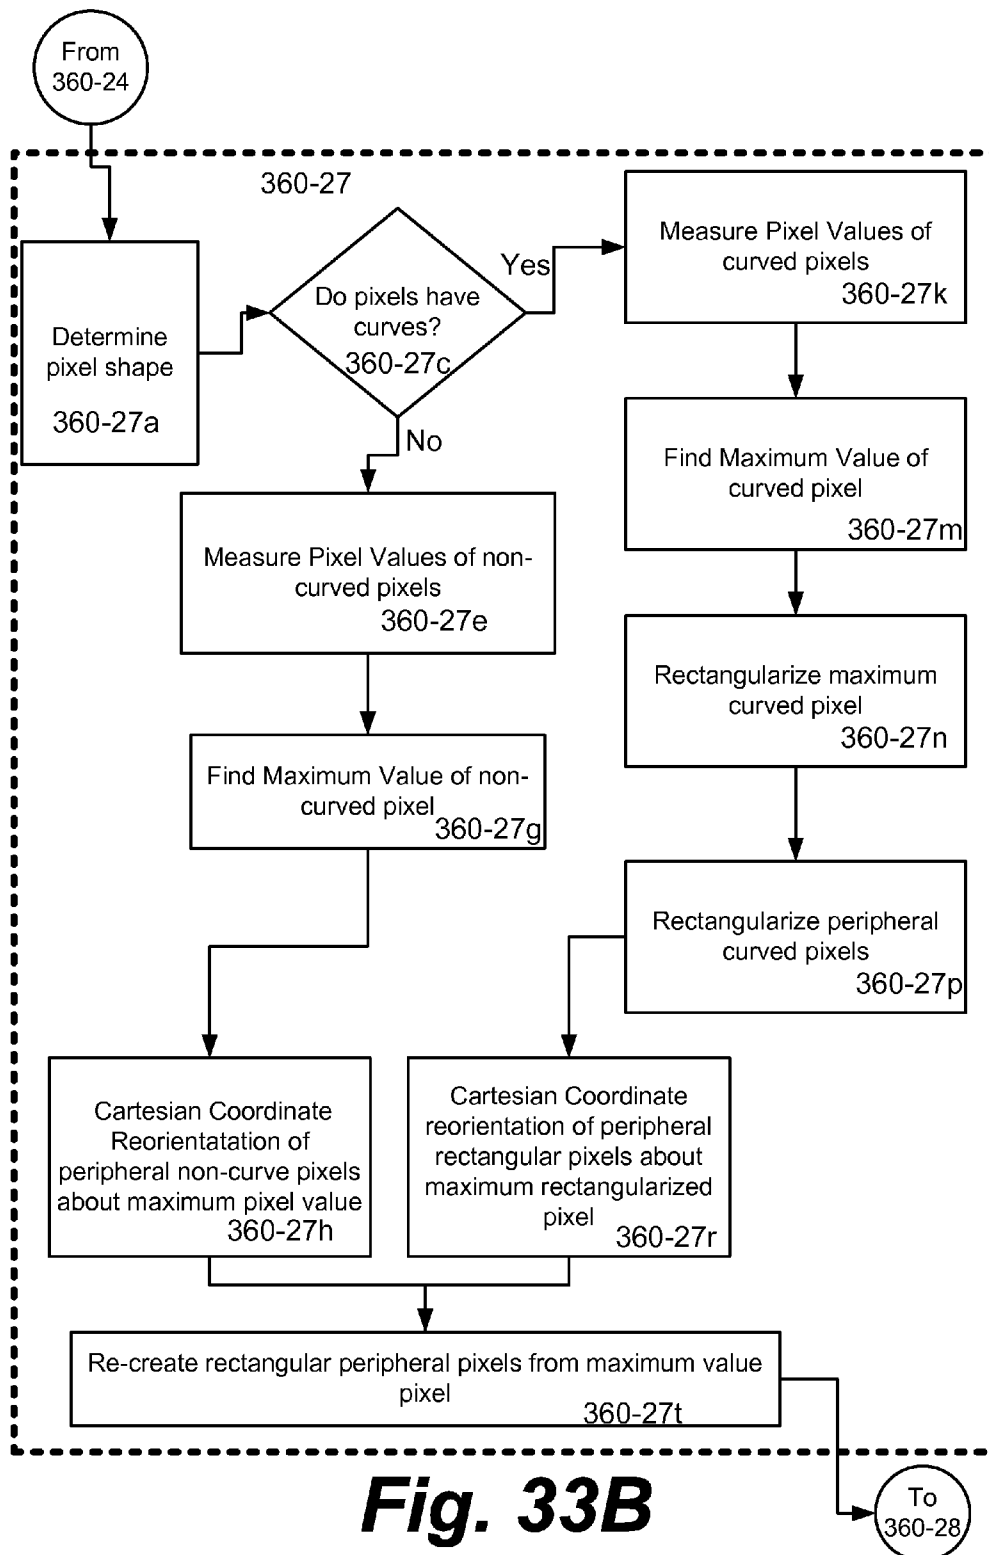 From
360-24
360-27
Determine
pixel shape
360-27a
Do pixels have
curves?
360-27c
Yes
No
Measure Pixel Values of
curved pixels
360-27k
Find Maximum Value of
curved pixel
360-27m
Rectangularize maximum
curved pixel
360-27n
Rectangularize peripheral
curved pixels
360-27p
Measure Pixel Values of non-
curved pixels
360-27e
Find Maximum Value of non-
curved pixel
360-27g
Cartesian Coordinate
Reorientatation of
peripheral non-curve pixels
about maximum pixel value
360-27h
Cartesian Coordinate
reorientation of peripheral
rectangular pixels about
maximum rectangularized
pixel
360-27r
Re-create rectangular peripheral pixels from maximum value
pixel
360-27t
To
360-28
Fig. 33B